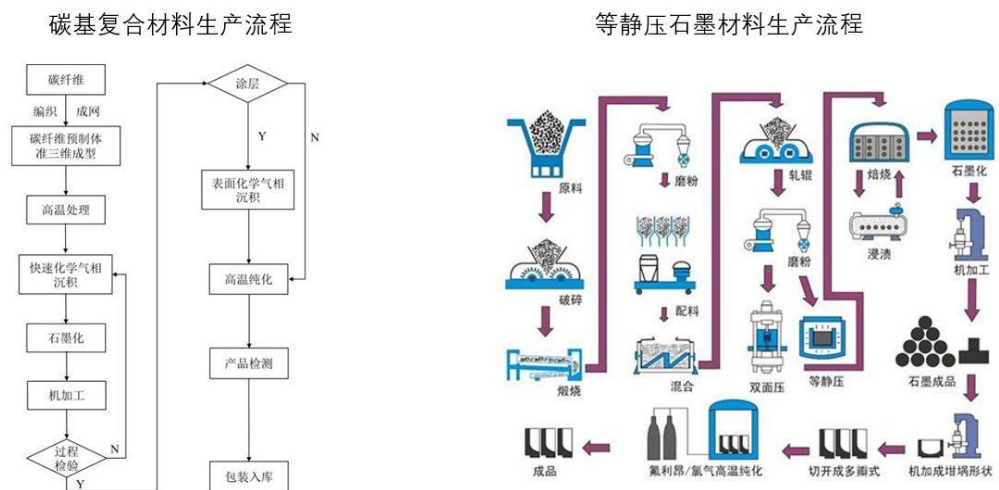 碳基复合材料生产流程
碳纤维
编织 成网
碳纤维预制体
准三维成型
高温处理
快速化学气相
沉积
石墨化
机加工
过程
检验
N
Y
涂层
Y
N
表面化学气相
沉积
高温纯化
产品检测
包装入库
等静压石墨材料生产流程
原料
破碎
煅烧
磨粉
配料
混合
轧辊
磨粉
双面压
等静压
焙烧
浸渍
石墨化
机加工
石墨成品
机加成坩埚形状
切开成多瓣式
氟利昂/氯气高温纯化
成品